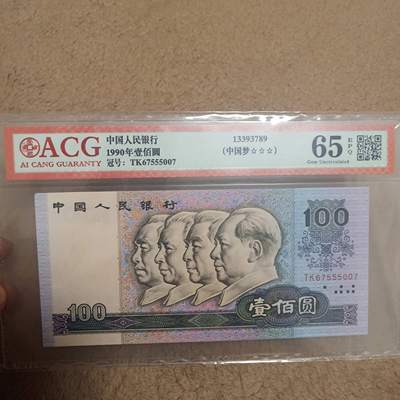 ACG
AI CANG GUARANTY
中国人民银行
1990年壹佰圆
冠号: TK67555007
13393789
(中国梦☆☆☆)
65 EPQ
Gem Uncirculated
中国人民银行
100
TK67555007
100
壹佰圆